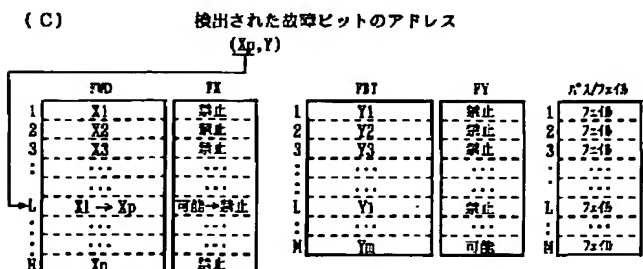 (C) 検出された故障ビットのアドレス
(Xp,Y)
FWD FX FBT FY パス/フェイル
1 X1 禁止 1 Y1 禁止 1 フェイル
2 X2 禁止 2 Y2 禁止 2 フェイル
3 X3 禁止 3 Y3 禁止 3 フェイル
: ... ... : ... ... : ...
... ... ... ... ...
L Xl→Xp 可能→禁止 L Yl 禁止 L フェイル
: ... ... : ... ... : ...
N Xn 禁止 M Ym 可能 M フェイル